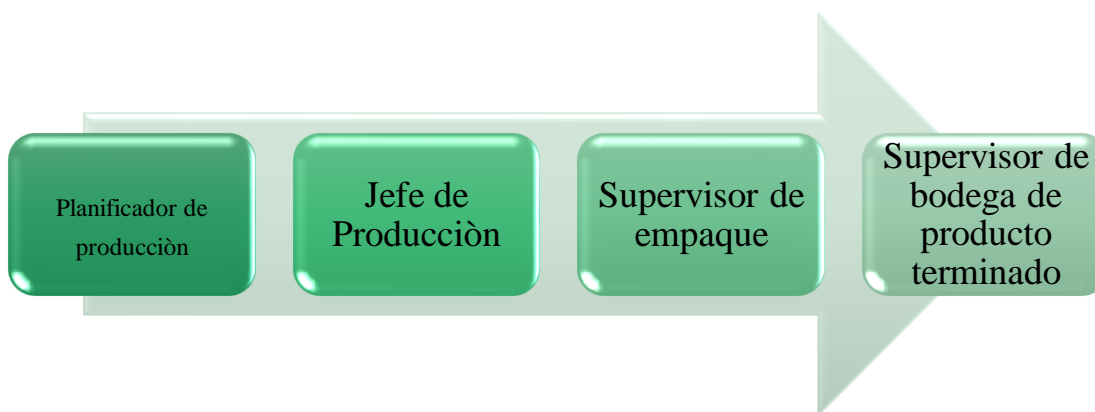 Planificador de
producciòn
Jefe de
Producciòn
Supervisor de
empaque
Supervisor de
bodega de
producto
terminado